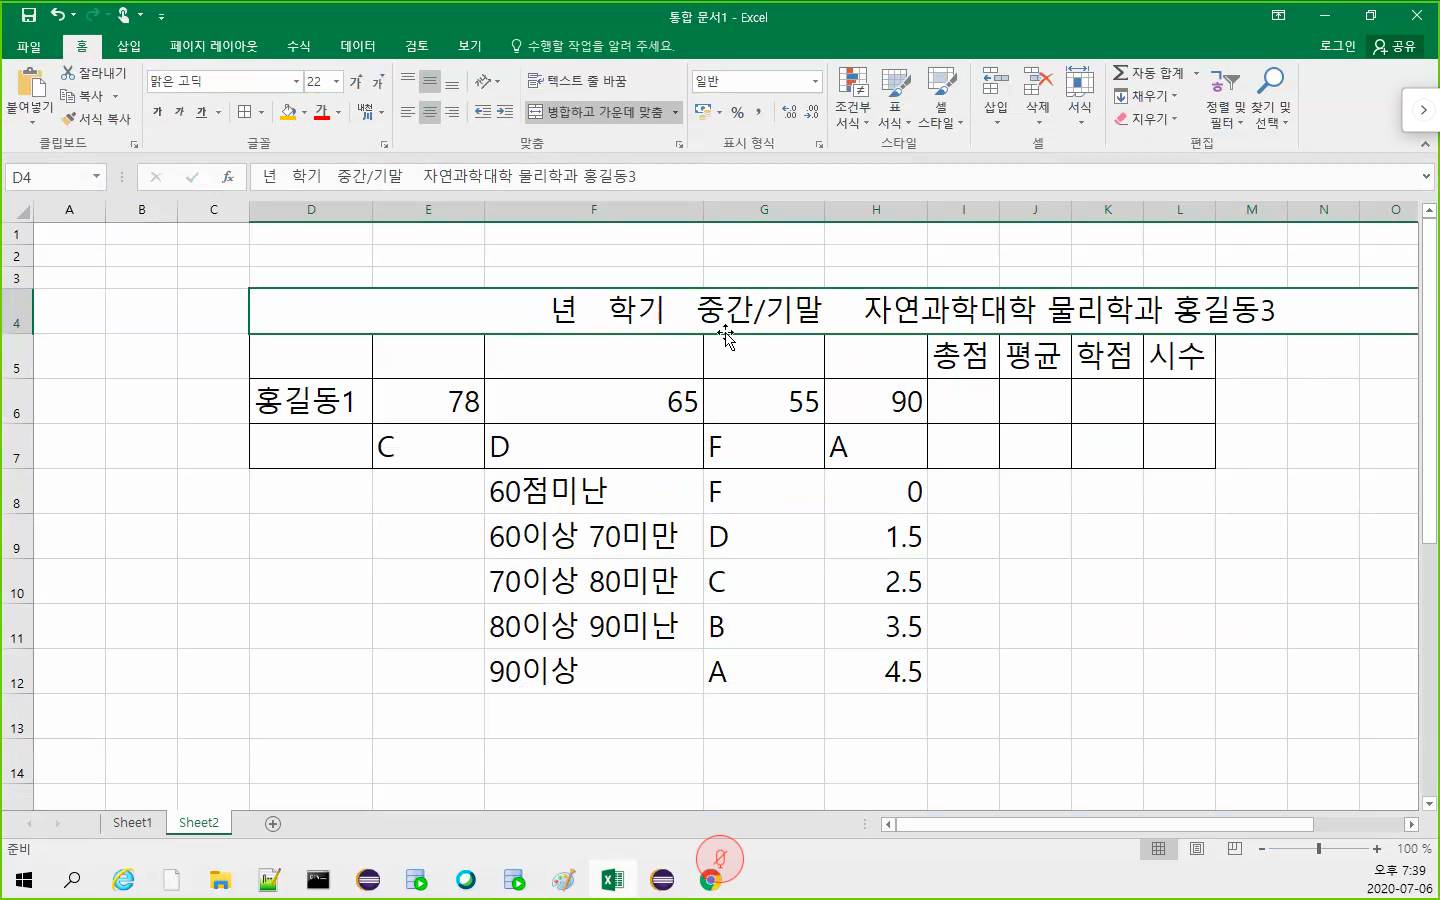 통합 문서1 - Excel
파일 홈 삽입 페이지 레이아웃 수식 데이터 검토 보기 수행할 작업을 알려 주세요. 로그인 공유
붙여넣기 잘라내기 복사 서식 복사 클립보드
맑은 고딕 22 가 가 가 가 가 가 내천 글꼴
텍스트 줄 바꿈 병합하고 가운데 맞춤 맞춤
일반 % 표시 형식
조건부 서식 표 서식 셀 스타일 스타일
삽입 삭제 서식 셀
자동 합계 채우기 지우기 정렬 및 필터 찾기 및 선택 편집
D4 fx 년 학기 중간/기말 자연과학대학 물리학과 홍길동3
A B C D E F G H I J K L M N O
1
2
3
4 년 학기 중간/기말 자연과학대학 물리학과 홍길동3
5 총점 평균 학점 시수
6 홍길동1 78 65 55 90
7 C D F A
8 60점미난 F 0
9 60이상 70미만 D 1.5
10 70이상 80미만 C 2.5
11 80이상 90미난 B 3.5
12 90이상 A 4.5
13
14
Sheet1 Sheet2
준비 100 %
오후 7:39
2020-07-06